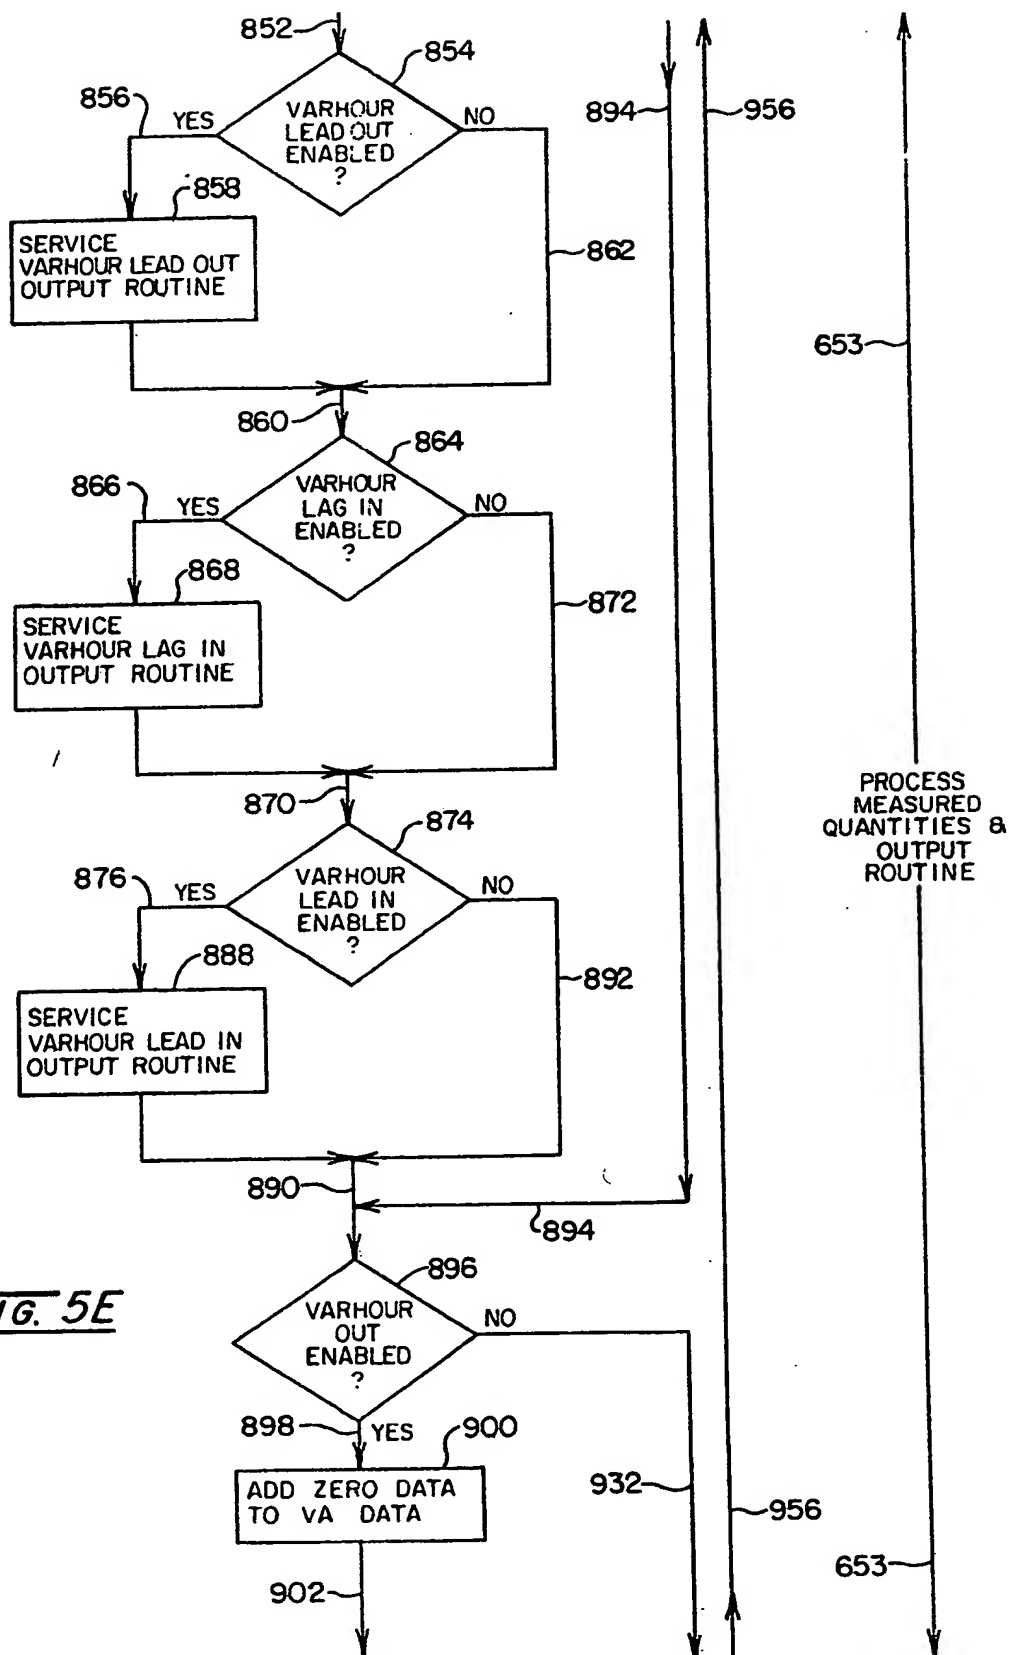 852
854
856
YES
VARHOUR
LEAD OUT
ENABLED
?
NO
894
956
858
SERVICE
VARHOUR LEAD OUT
OUTPUT ROUTINE
862
653
860
864
866
YES
VARHOUR
LAG IN
ENABLED
?
NO
868
SERVICE
VARHOUR LAG IN
OUTPUT ROUTINE
872
870
874
PROCESS
MEASURED
QUANTITIES &
OUTPUT
ROUTINE
876
YES
VARHOUR
LEAD IN
ENABLED
?
NO
888
SERVICE
VARHOUR LEAD IN
OUTPUT ROUTINE
892
890
894
896
IG. 5E
VARHOUR
OUT
ENABLED
?
NO
898
YES
900
ADD ZERO DATA
TO VA DATA
932
956
902
653